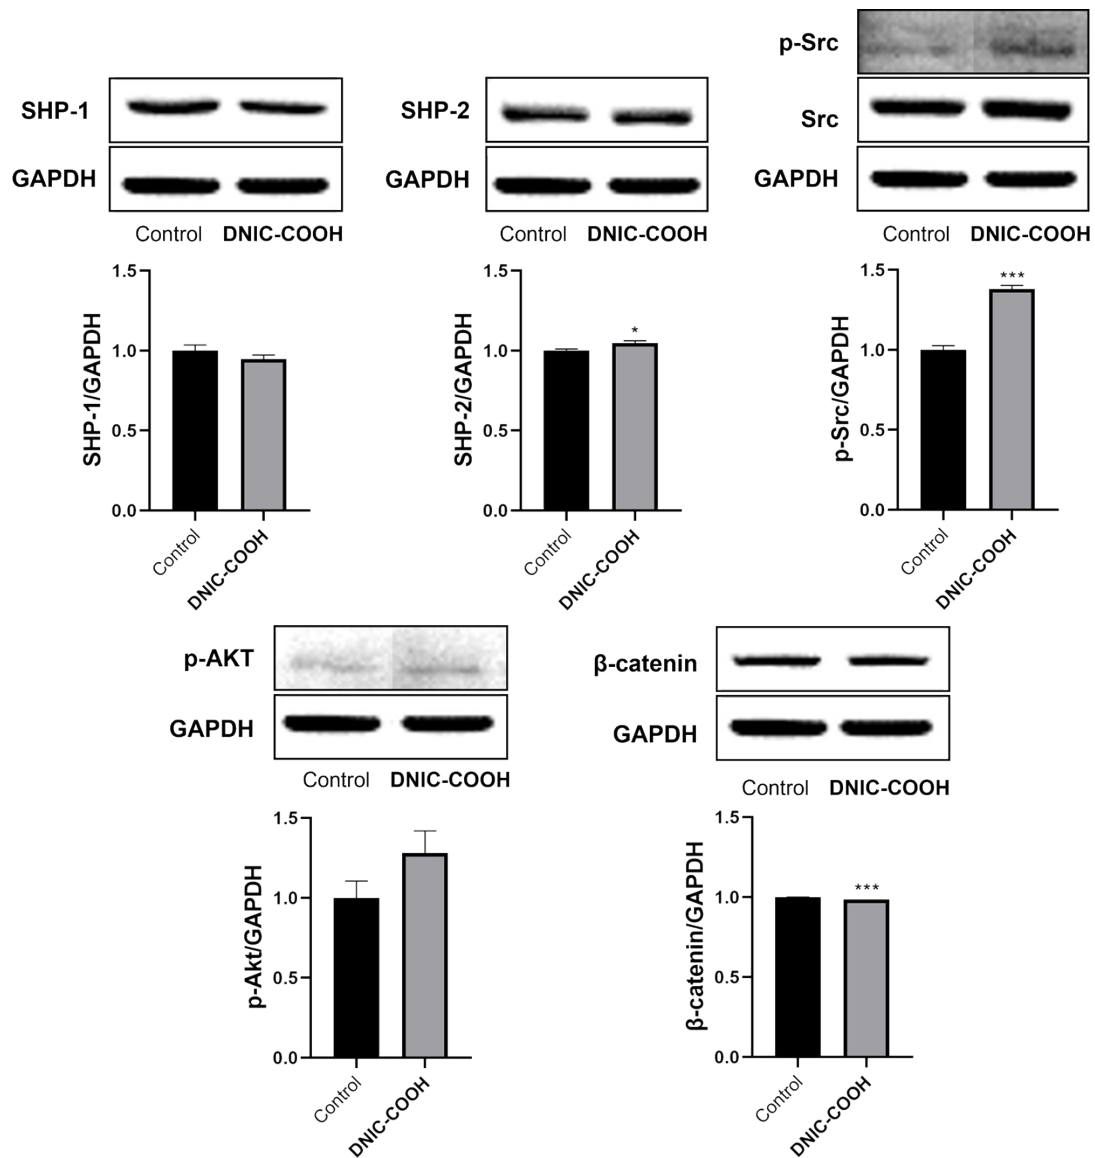 SHP-1
GAPDH
Control DNIC-COOH
1.5
1.0
0.5
0.0
SHP-1/GAPDH
Control
DNIC-COOH
SHP-2
GAPDH
Control DNIC-COOH
1.5
1.0
0.5
0.0
SHP-2/GAPDH
*
Control
DNIC-COOH
p-Src
Src
GAPDH
Control DNIC-COOH
1.5
1.0
0.5
0.0
p-Src/GAPDH
***
Control
DNIC-COOH
p-AKT
GAPDH
Control DNIC-COOH
1.5
1.0
0.5
0.0
p-Akt/GAPDH
Control
DNIC-COOH
β-catenin
GAPDH
Control DNIC-COOH
1.5
1.0
0.5
0.0
β-catenin/GAPDH
***
Control
DNIC-COOH